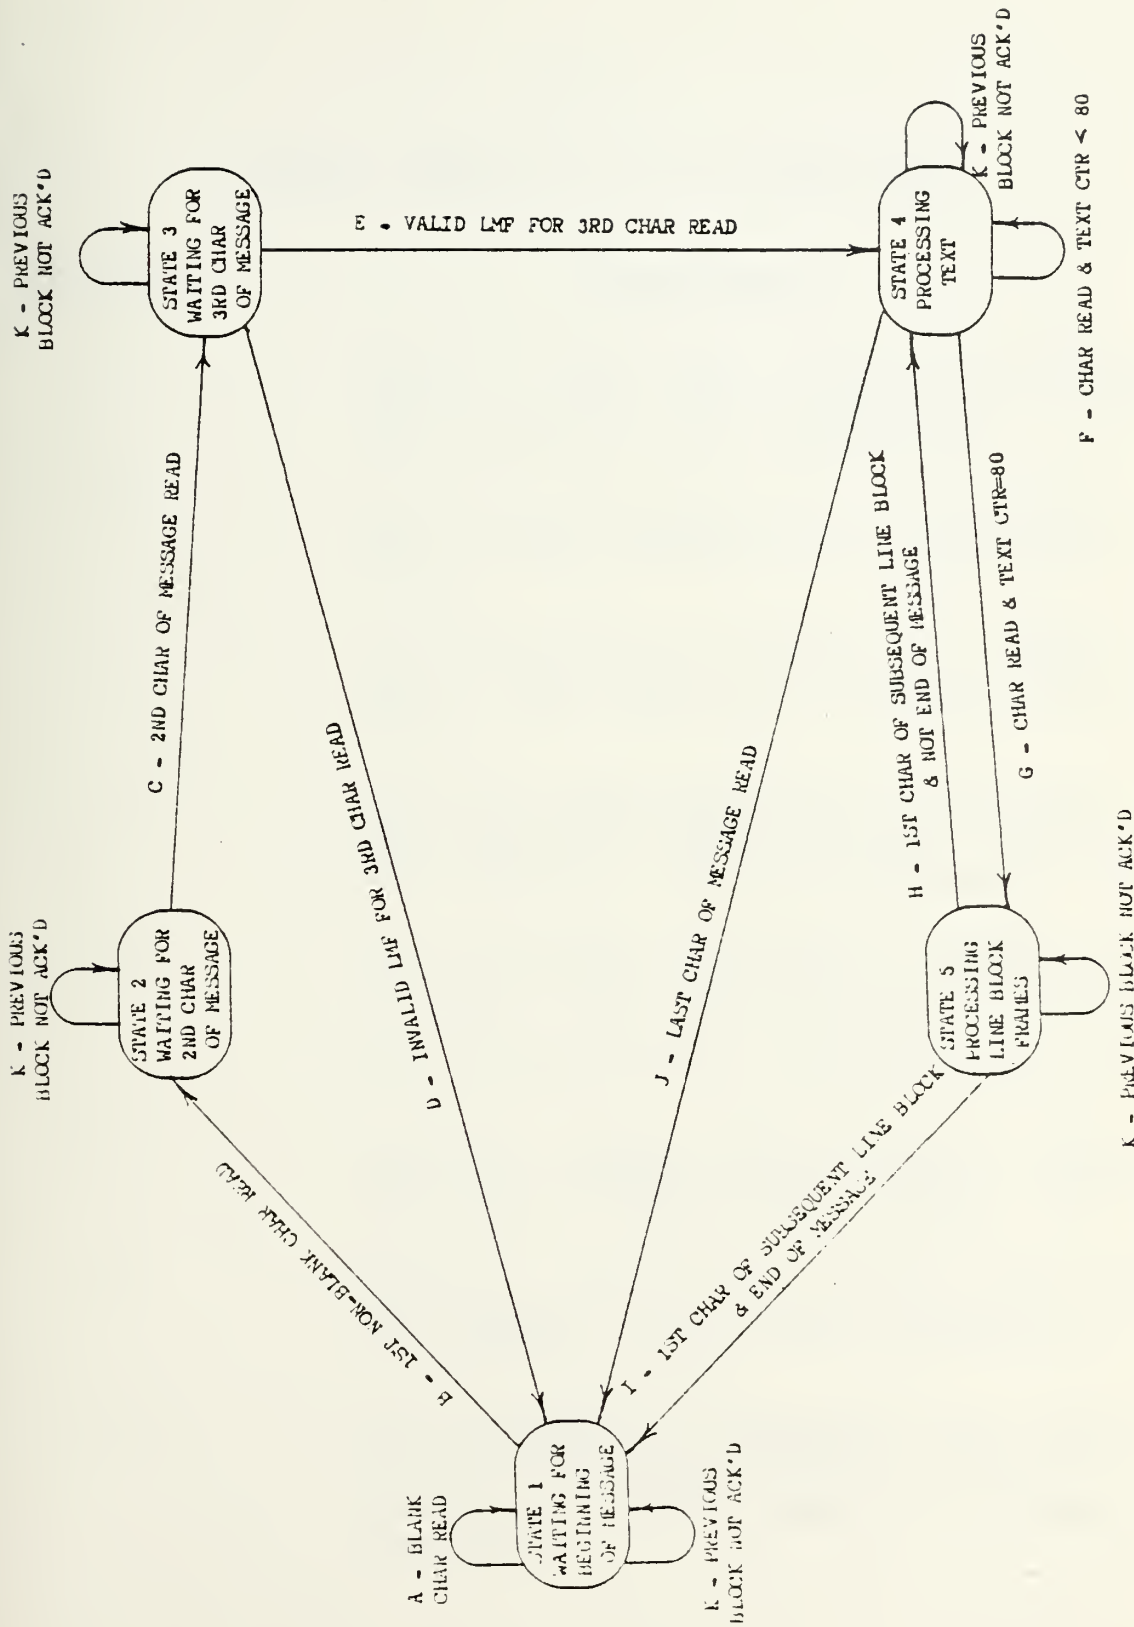 K - PREVIOUS
BLOCK NOT ACK'D
STATE 3
WAITING FOR
3RD CHAR
OF MESSAGE
E - VALID LMF FOR 3RD CHAR READ
STATE 4
PROCESSING
TEXT
K - PREVIOUS
BLOCK NOT ACK'D
F - CHAR READ & TEXT CTR < 80
C - 2ND CHAR OF MESSAGE READ
D - INVALID LMF FOR 3RD CHAR READ
J - LAST CHAR OF MESSAGE READ
H - 1ST CHAR OF SUBSEQUENT LINE BLOCK
& NOT END OF MESSAGE
G - CHAR READ & TEXT CTR=80
K - PREVIOUS
BLOCK NOT ACK'D
STATE 2
WAITING FOR
2ND CHAR
OF MESSAGE
STATE 5
PROCESSING
LINE BLOCK
FRAMES
K - PREVIOUS BLOCK NOT ACK'D
B - 1ST NON-BLANK CHAR READ
I - 1ST CHAR OF SUBSEQUENT LINE BLOCK
& END OF MESSAGE
A - BLANK
CHAR READ
STATE 1
WAITING FOR
BEGINNING
OF MESSAGE
K - PREVIOUS
BLOCK NOT ACK'D